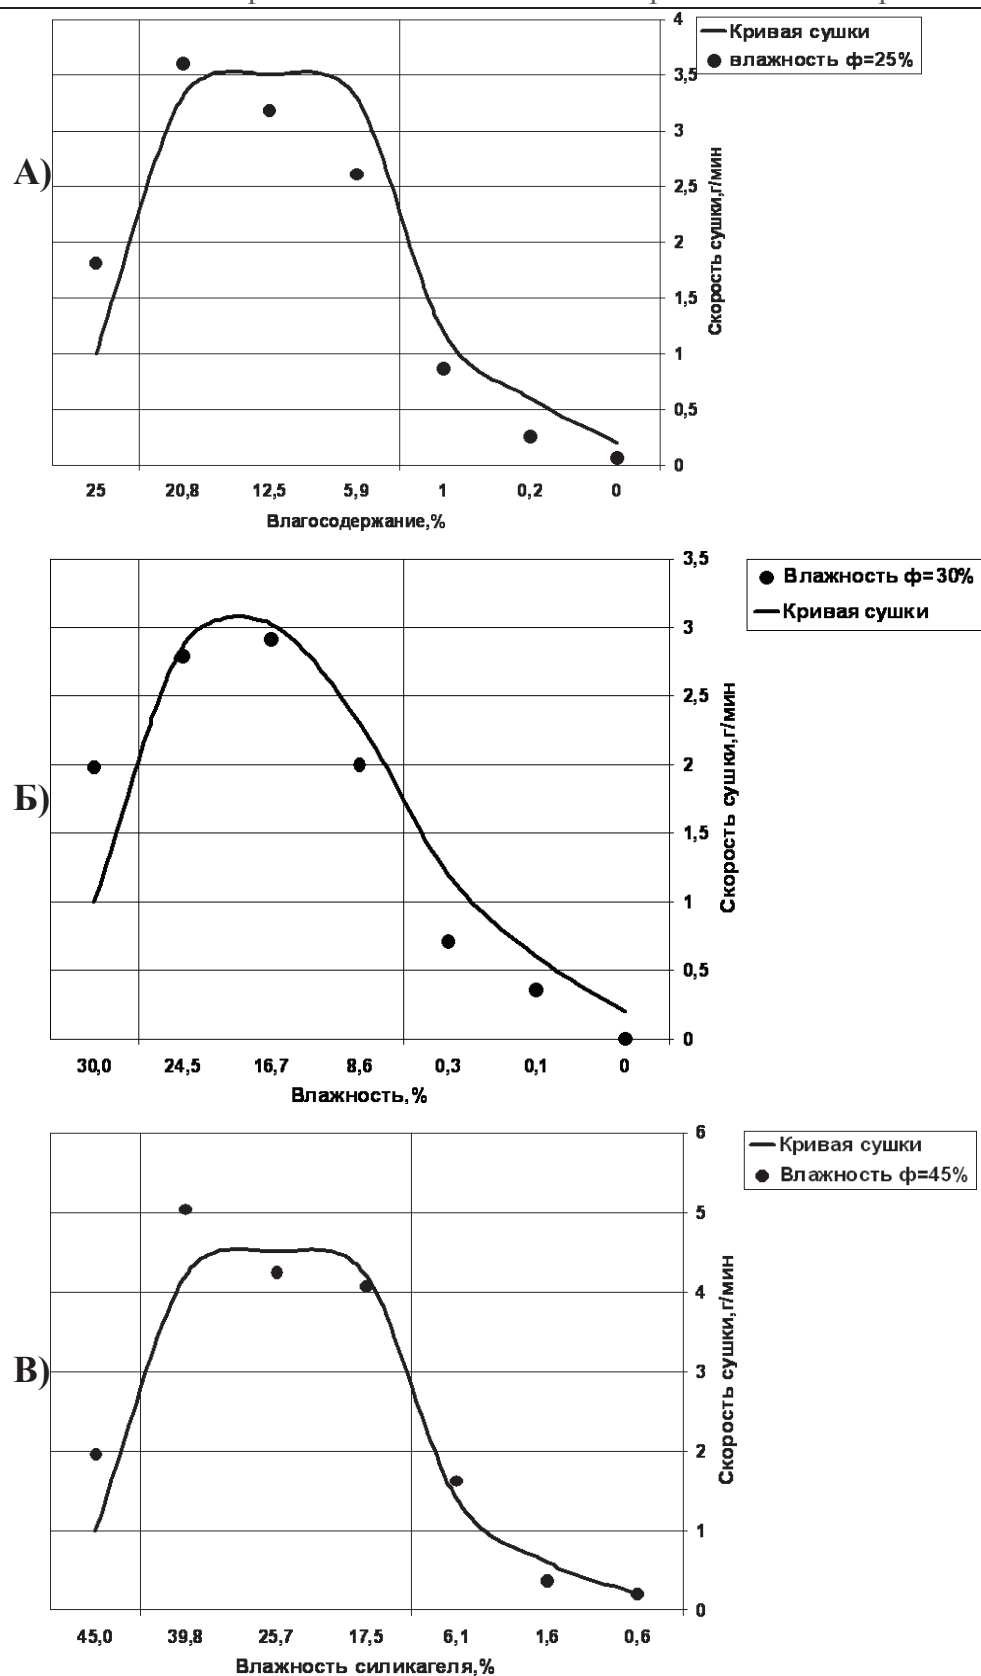 А)
4
3,5
3
2,5
2
1,5
1
0,5
0
Скорость сушки,г/мин
Кривая сушки
влажность ф=25%
25 20,8 12,5 5,9 1 0,2 0
Влагосодержание,%
Б)
3,5
3
2,5
2
1,5
1
0,5
0
Скорость сушки,г/мин
Влажность ф=30%
Кривая сушки
30,0 24,5 16,7 8,6 0,3 0,1 0
Влажность,%
В)
6
5
4
3
2
1
0
Скорость сушки,г/мин
Кривая сушки
Влажность ф=45%
45,0 39,8 25,7 17,5 6,1 1,6 0,6
Влажность силикагеля,%